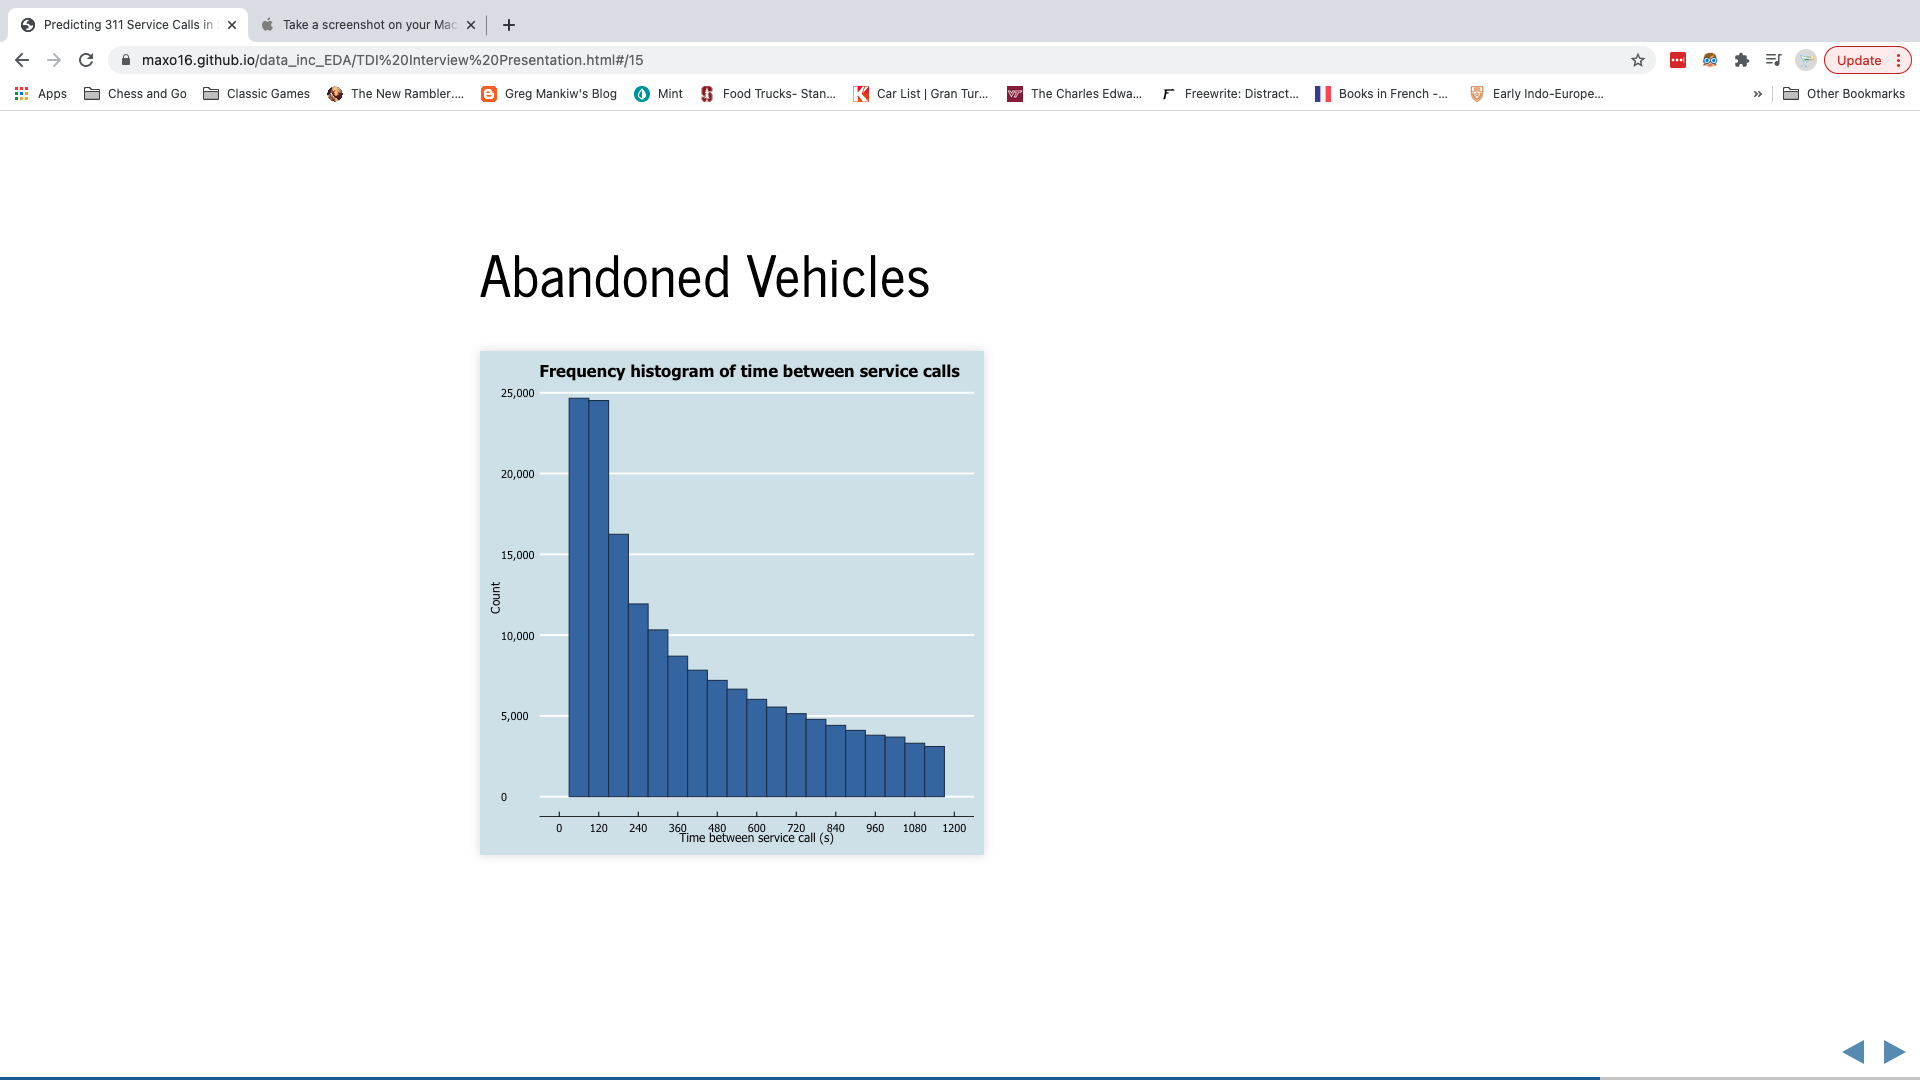 Predicting 311 Service Calls in
Take a screenshot on your Mac
maxo16.github.io/data_inc_EDA/TDI%20Interview%20Presentation.html#/15
Update
Apps
Chess and Go
Classic Games
The New Rambler....
Greg Mankiw's Blog
Mint
Food Trucks- Stan...
Car List | Gran Tur...
The Charles Edwa...
Freewrite: Distract...
Books in French -...
Early Indo-Europe...
»
Other Bookmarks
Abandoned Vehicles
Frequency histogram of time between service calls
25,000
20,000
15,000
Count
10,000
5,000
0
0 120 240 360 480 600 720 840 960 1080 1200
Time between service call (s)